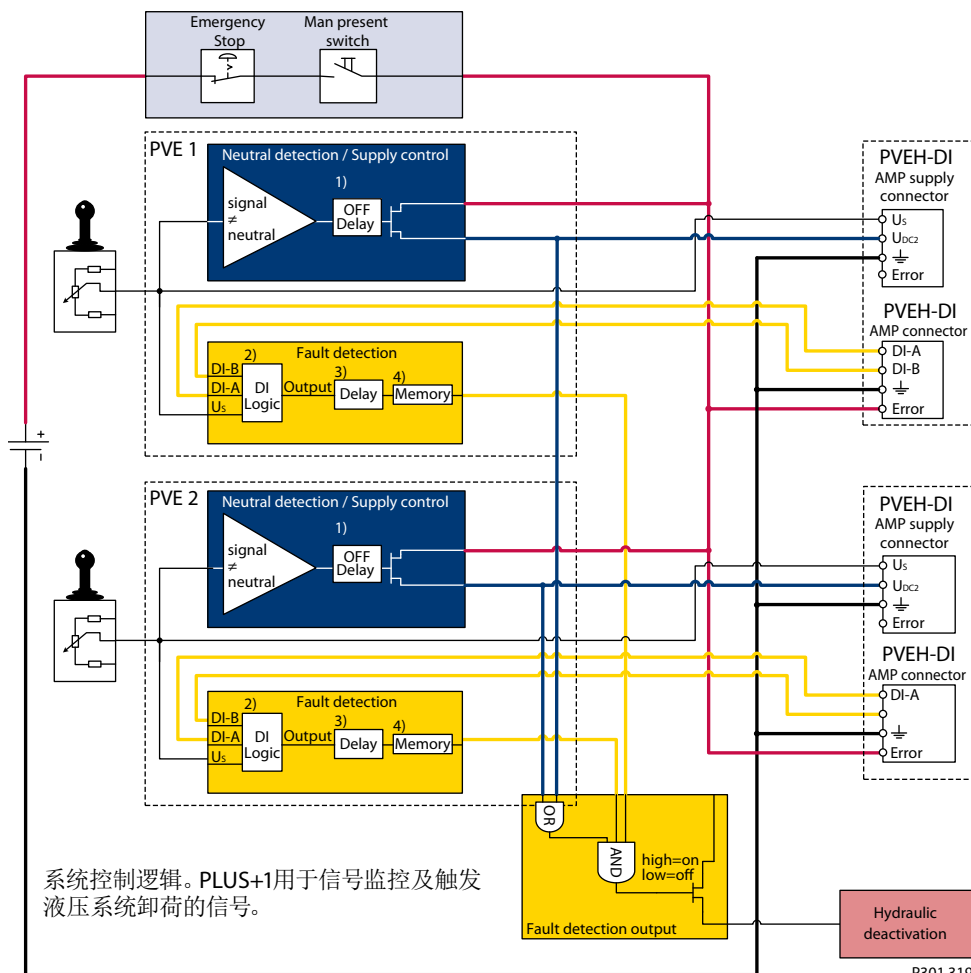 Emergency
Stop
Man present
switch
PVE 1
Neutral detection / Supply control
signal
≠
neutral
1)
OFF
Delay
PVEH-DI
AMP supply
connector
Us
UDC2
Error
Fault detection
DI-B
DI-A
Us
2)
DI
Logic
Output
3)
Delay
4)
Memory
PVEH-DI
AMP connector
DI-A
DI-B
Error
+
−
PVE 2
Neutral detection / Supply control
signal
≠
neutral
1)
OFF
Delay
PVEH-DI
AMP supply
connector
Us
UDC2
Error
Fault detection
DI-B
DI-A
Us
2)
DI
Logic
Output
3)
Delay
4)
Memory
PVEH-DI
AMP connector
DI-A
Error
OR
AND
high=on
low=off
Fault detection output
Hydraulic
deactivation
系统控制逻辑。PLUS+1用于信号监控及触发
液压系统卸荷的信号。
P301 319